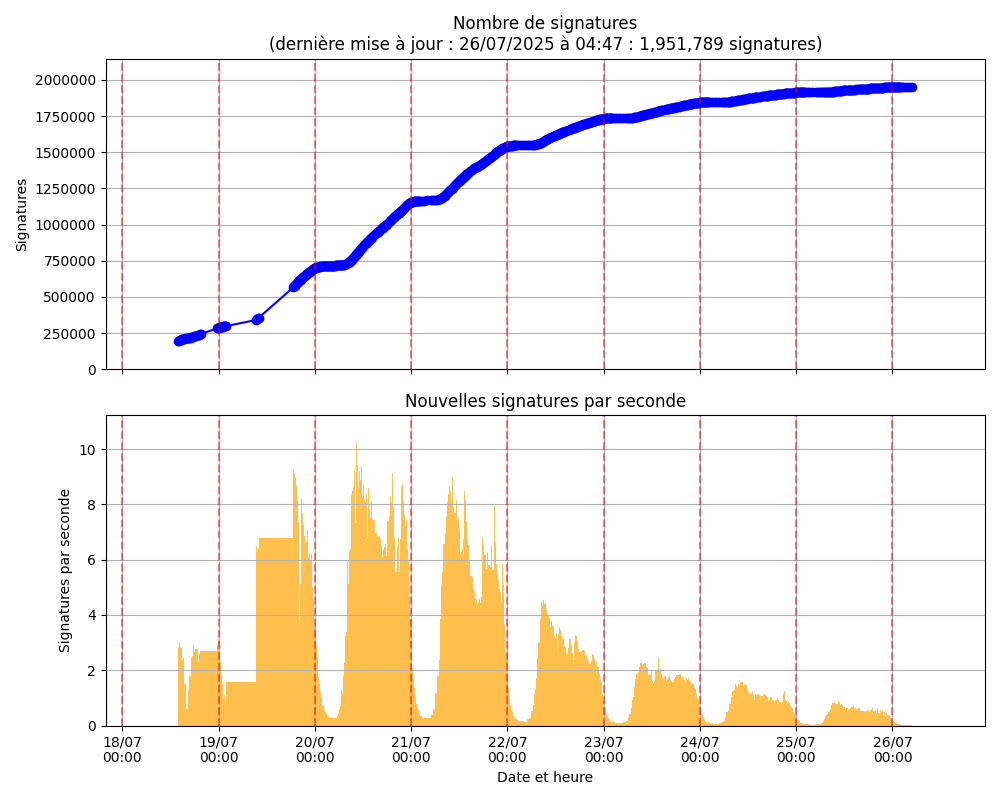 Nombre de signatures
(dernière mise à jour : 26/07/2025 à 04:47 : 1,951,789 signatures)
2000000
1750000
1500000
1250000
1000000
750000
500000
250000
0
Signatures
Nouvelles signatures par seconde
10
8
6
4
2
0
Signatures par seconde
18/07 19/07 20/07 21/07 22/07 23/07 24/07 25/07 26/07
00:00 00:00 00:00 00:00 00:00 00:00 00:00 00:00 00:00
Date et heure